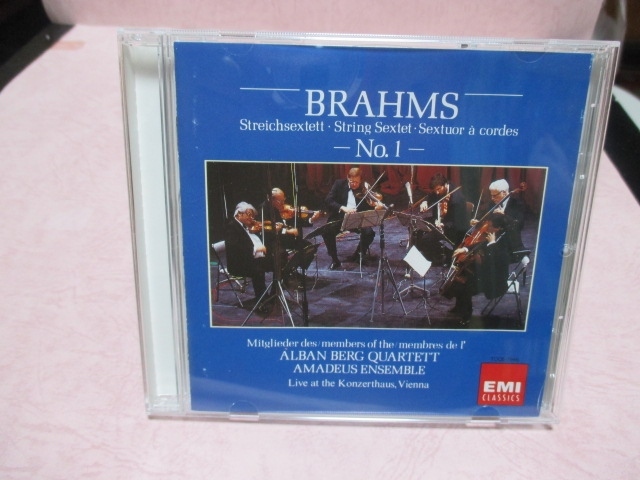 BRAHMS
Streichsextett · String Sextet · Sextuor à cordes
No. 1
Mitglieder des/members of the/membres de l'
ALBAN BERG QUARTETT
AMADEUS ENSEMBLE
Live at the Konzerthaus, Vienna
EMI
CLASSICS